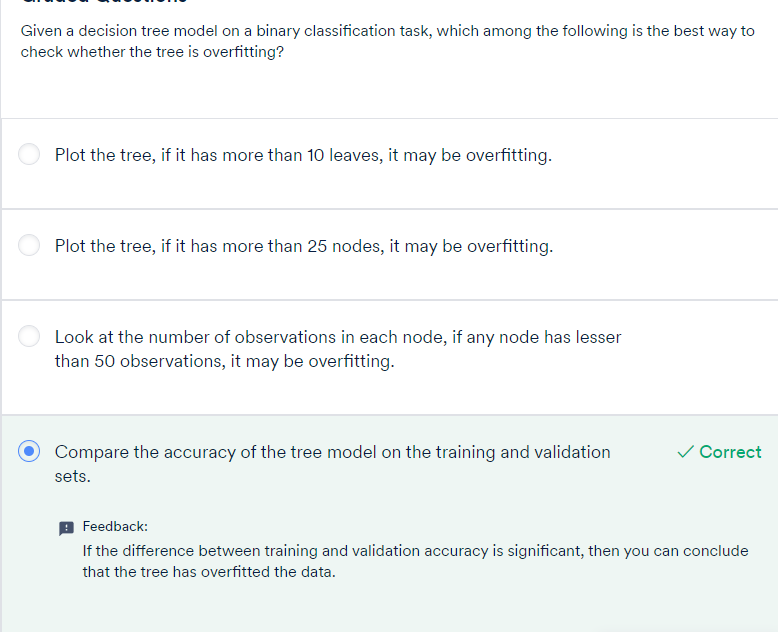 Graded Questions
Given a decision tree model on a binary classification task, which among the following is the best way to
check whether the tree is overfitting?
Plot the tree, if it has more than 10 leaves, it may be overfitting.
Plot the tree, if it has more than 25 nodes, it may be overfitting.
Look at the number of observations in each node, if any node has lesser
than 50 observations, it may be overfitting.
Compare the accuracy of the tree model on the training and validation
sets.
Correct
Feedback:
If the difference between training and validation accuracy is significant, then you can conclude
that the tree has overfitted the data.